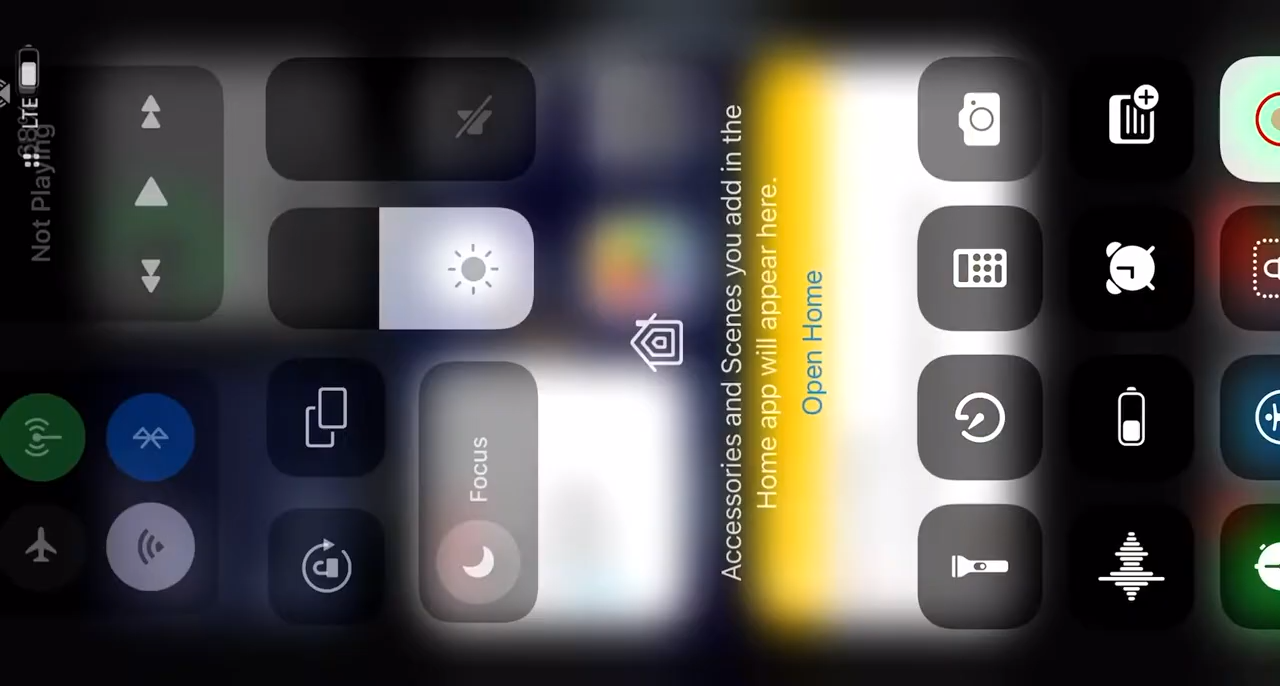 LTE
Not Playing
Focus
Accessories and Scenes you add in the
Home app will appear here.
Open Home